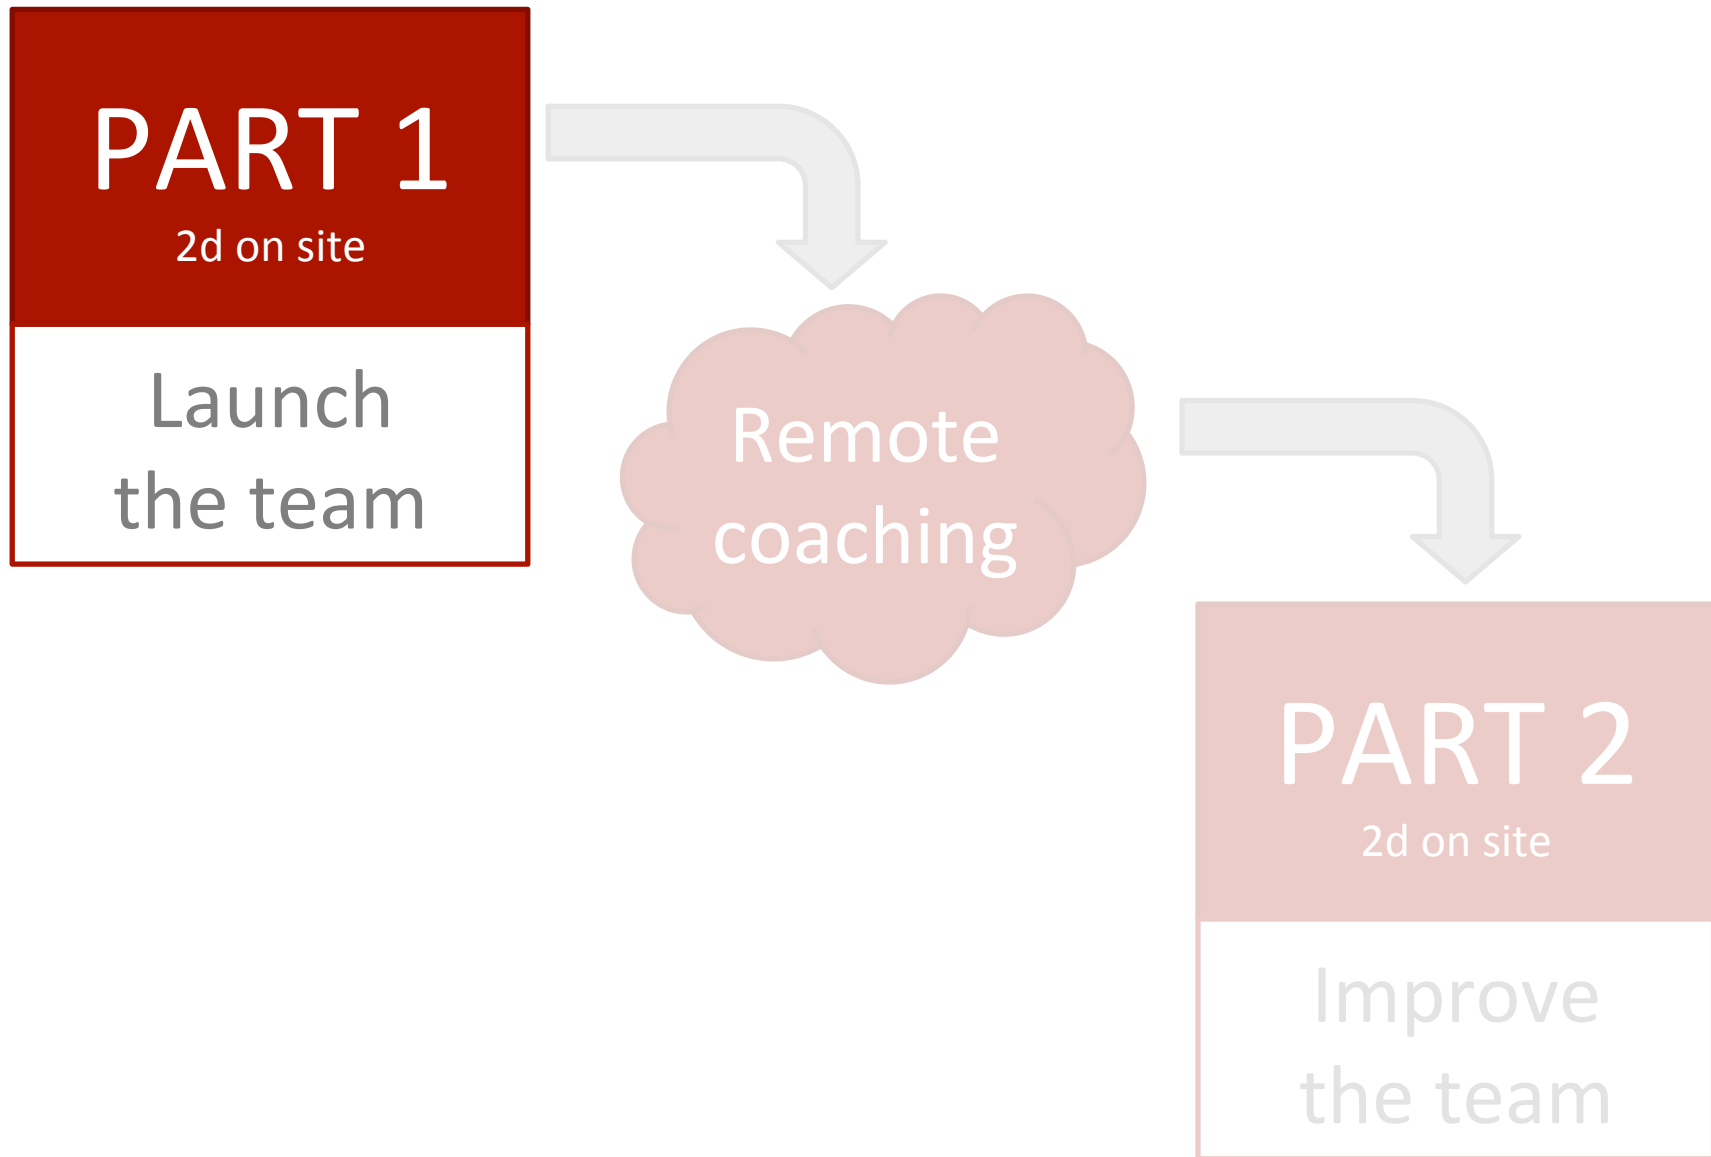 PART 1
2d on site
Launch
the team
Remote
coaching
PART 2
2d on site
Improve
the team